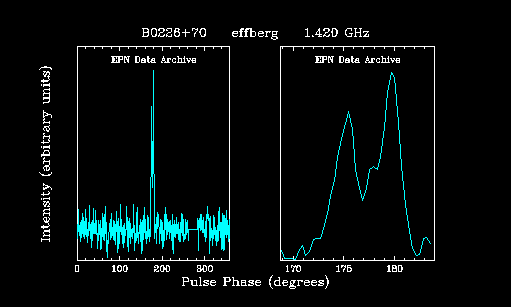 B0226+70 effberg 1.420 GHz
EPN Data Archive
EPN Data Archive
Intensity (arbitrary units)
0 100 200 300
170 175 180
Pulse Phase (degrees)